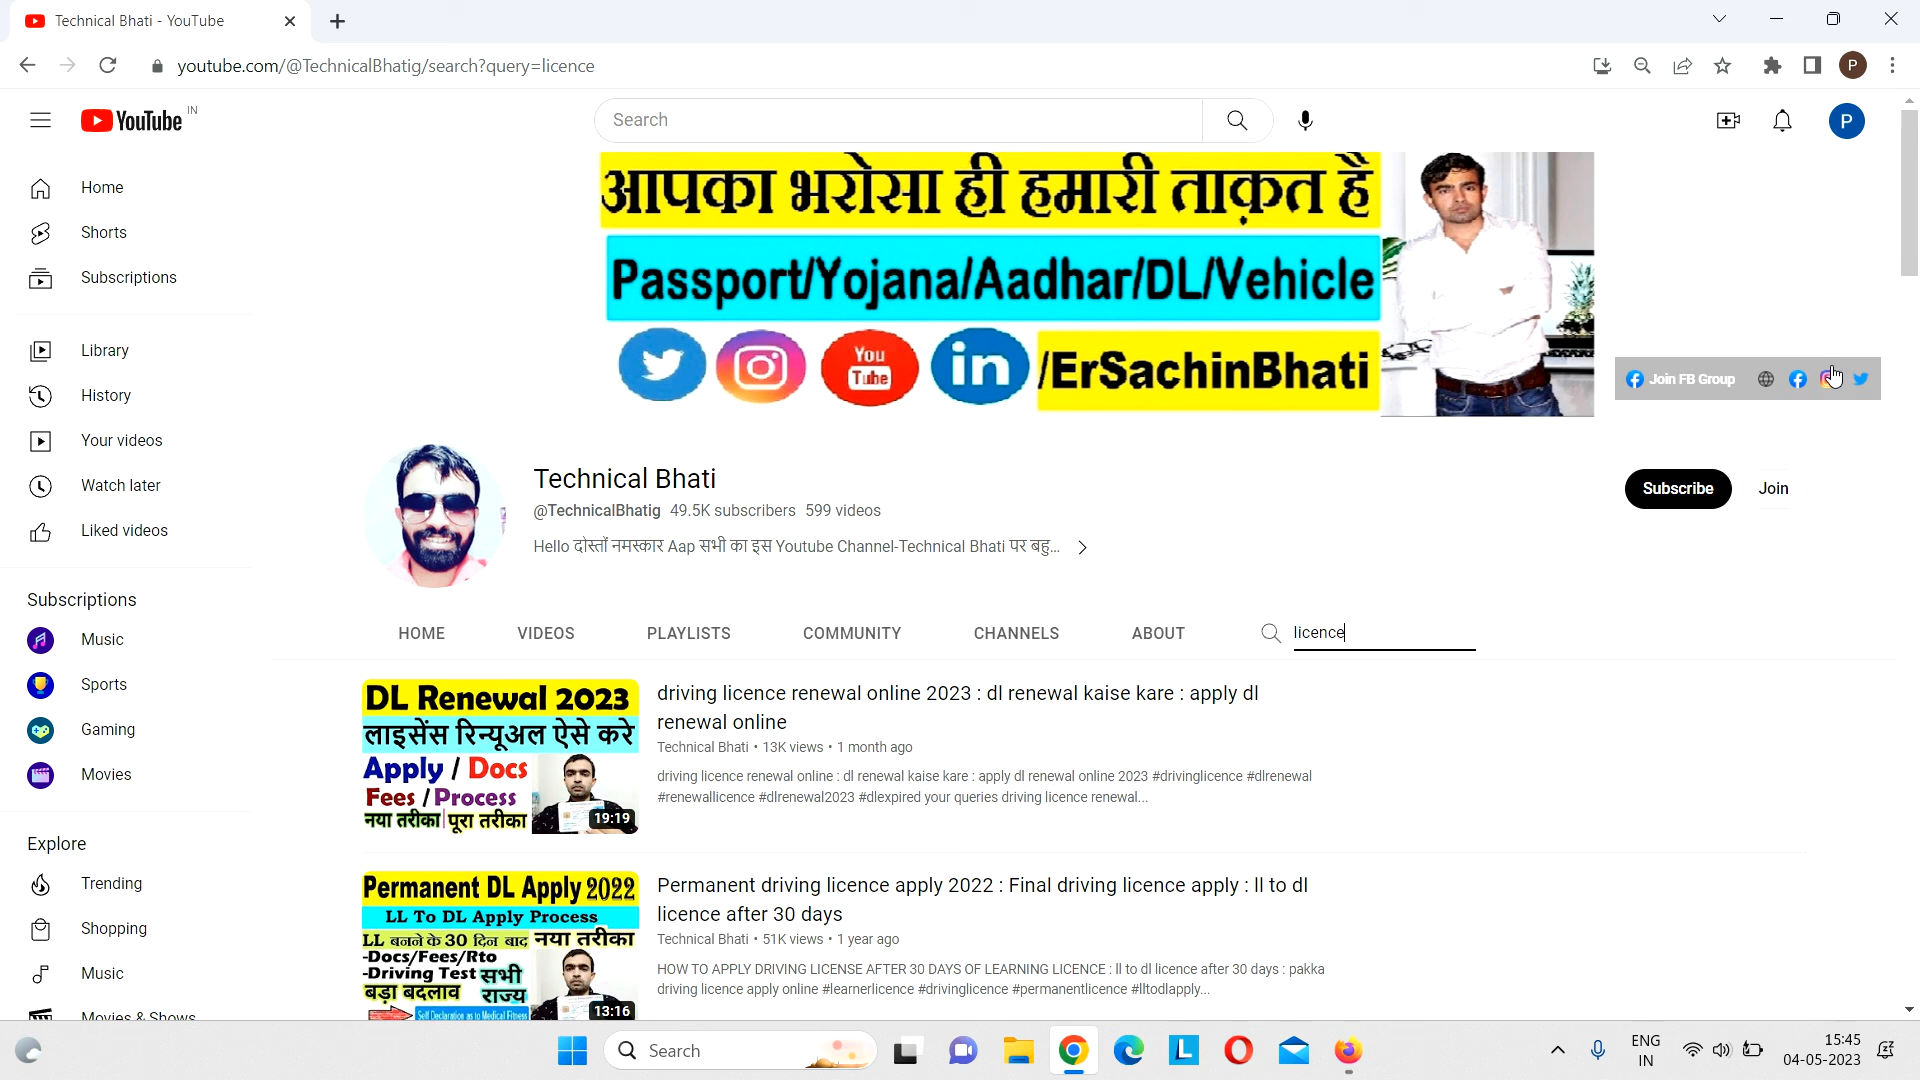 Technical Bhati - YouTube
youtube.com/@TechnicalBhatig/search?query=licence
P
YouTube IN
Search
P
Home
Shorts
Subscriptions
Library
History
Your videos
Watch later
Liked videos
Subscriptions
Music
Sports
Gaming
Movies
Explore
Trending
Shopping
Music
Movies & Shows
आपका भरोसा ही हमारी ताक़त है
Passport/Yojana/Aadhar/DL/Vehicle
You Tube in /ErSachinBhati
Join FB Group
Technical Bhati
@TechnicalBhatig 49.5K subscribers 599 videos
Hello दोस्तों नमस्कार Aap सभी का इस Youtube Channel-Technical Bhati पर बहु...
Subscribe Join
HOME VIDEOS PLAYLISTS COMMUNITY CHANNELS ABOUT licence
DL Renewal 2023
लाइसेंस रिन्यूअल ऐसे करे
Apply / Docs
Fees / Process
नया तरीका पूरा तरीका
19:19
driving licence renewal online 2023 : dl renewal kaise kare : apply dl
renewal online
Technical Bhati • 13K views • 1 month ago
driving licence renewal online : dl renewal kaise kare : apply dl renewal online 2023 #drivinglicence #dlrenewal
#renewallicence #dlrenewal2023 #dlexpired your queries driving licence renewal...
Permanent DL Apply 2022
LL To DL Apply Process
LL बनने के 30 दिन बाद नया तरीका
-Docs/Fees/Rto
-Driving Test सभी
बड़ा बदलाव राज्य
Self Declaration as to Medical Fitness
13:16
Permanent driving licence apply 2022 : Final driving licence apply : ll to dl
licence after 30 days
Technical Bhati • 51K views • 1 year ago
HOW TO APPLY DRIVING LICENSE AFTER 30 DAYS OF LEARNING LICENCE : ll to dl licence after 30 days : pakka
driving licence apply online #learnerlicence #drivinglicence #permanentlicence #lltodlapply...
Search
L
ENG
IN
15:45
04-05-2023